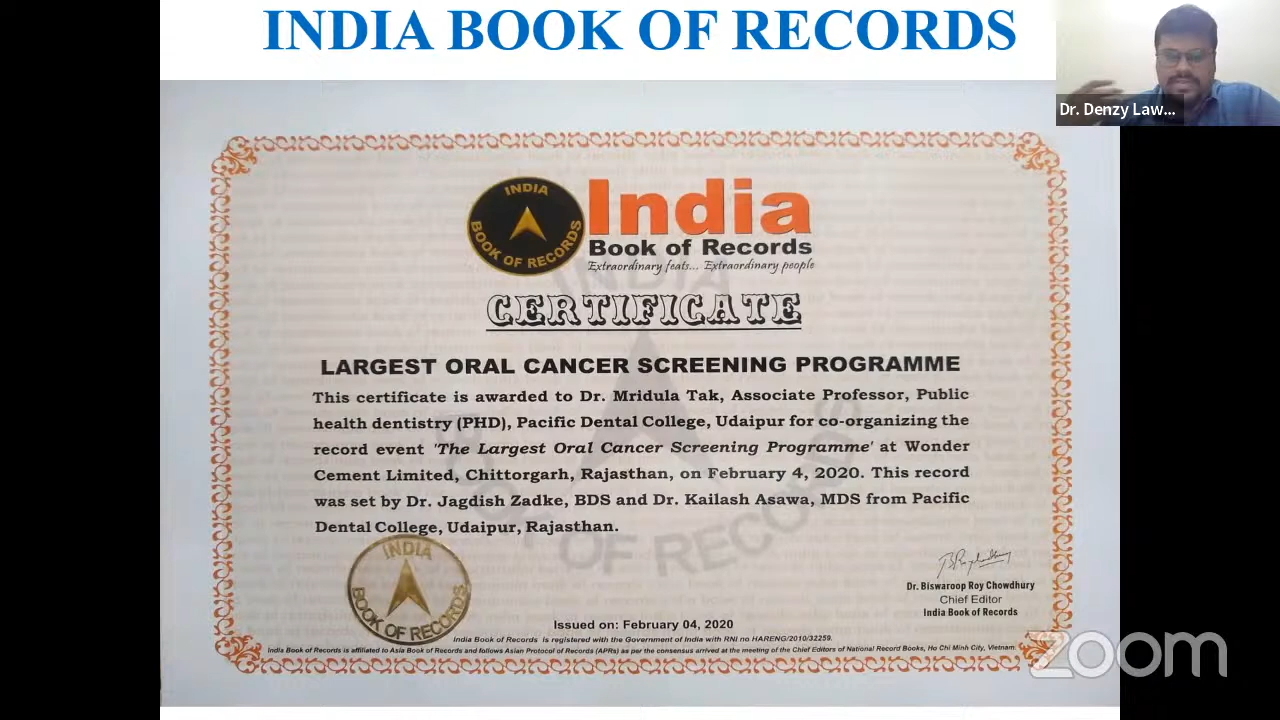 INDIA BOOK OF RECORDS
Dr. Denzy Law...
INDIA
BOOK OF RECORDS
India
Book of Records
Extraordinary feats... Extraordinary people
CERTIFICATE
LARGEST ORAL CANCER SCREENING PROGRAMME
This certificate is awarded to Dr. Mridula Tak, Associate Professor, Public
health dentistry (PHD), Pacific Dental College, Udaipur for co-organizing the
record event 'The Largest Oral Cancer Screening Programme' at Wonder
Cement Limited, Chittorgarh, Rajasthan, on February 4, 2020. This record
was set by Dr. Jagdish Zadke, BDS and Dr. Kailash Asawa, MDS from Pacific
Dental College, Udaipur, Rajasthan.
INDIA
BOOK OF RECORDS
INDIA
BOOK OF RECORDS
Dr. Biswaroop Roy Chowdhury
Chief Editor
India Book of Records
Issued on: February 04, 2020
India Book of Records is registered with the Government of India with RNI no HARENG/2010/32259.
India Book of Records is affiliated to Asia Book of Records and follows Asian Protocol of Records (APRs) as per the consensus arrived at the meeting of the Chief Editors of National Record Books, Ho Chi Minh City, Vietnam.
zoom